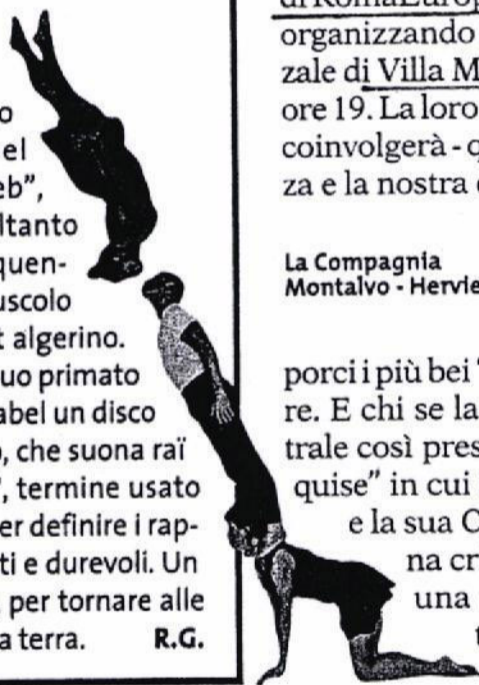 o
el
eb",
ltanto
quen-
uscolo
t algerino.
uo primato
abel un disco
, che suona raï
", termine usato
er definire i rap-
ti e durevoli. Un
per tornare alle
a terra. R.G.
di RomaEurop
organizzando
zale di Villa M
ore 19. La loro
coinvolgerà - q
za e la nostra
La Compagnia
Montalvo - Hervie
porci i più bei
re. E chi se la
trale così pres
quise" in cui
e la sua C
na cr
una
t